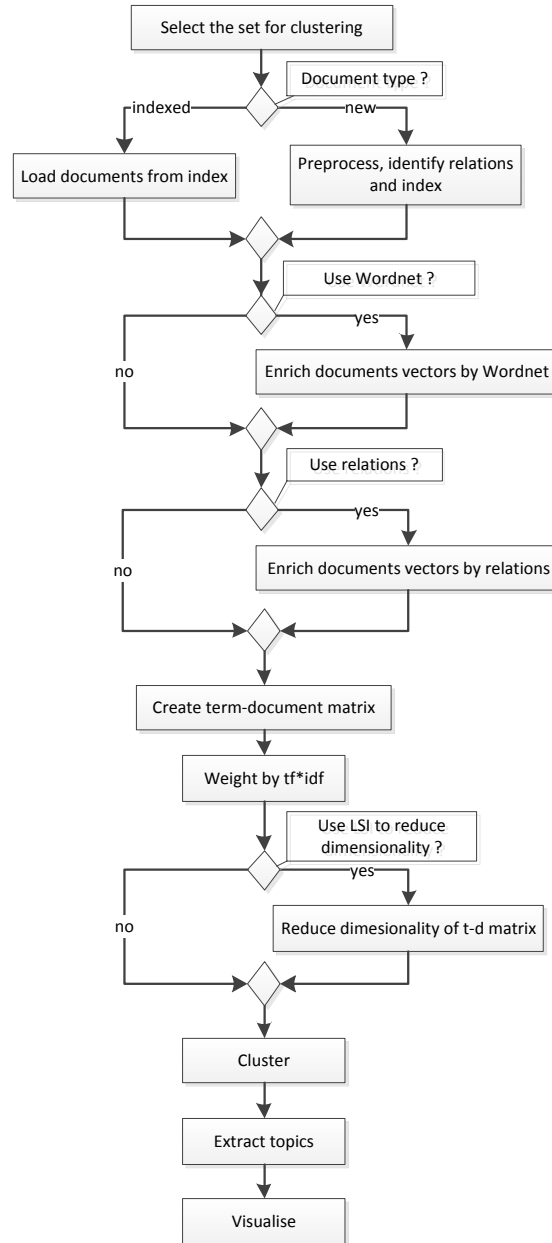 Select the set for clustering
Document type ?
indexed
new
Load documents from index
Preprocess, identify relations
and index
Use Wordnet ?
yes
no
Enrich documents vectors by Wordnet
Use relations ?
yes
no
Enrich documents vectors by relations
Create term-document matrix
Weight by tf*idf
Use LSI to reduce
dimensionality ?
yes
no
Reduce dimesionality of t-d matrix
Cluster
Extract topics
Visualise